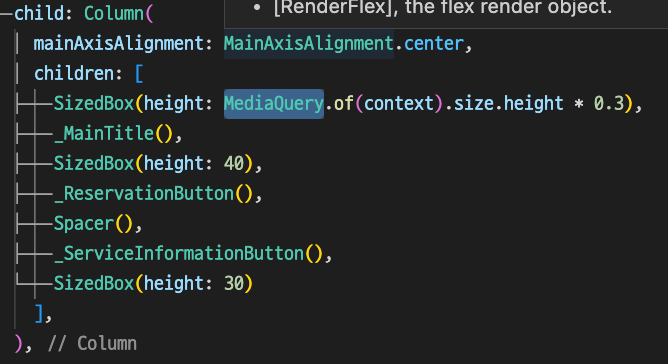 • [RenderFlex], the flex render object.
child: Column(
mainAxisAlignment: MainAxisAlignment.center,
children: [
SizedBox(height: MediaQuery.of(context).size.height * 0.3),
_MainTitle(),
SizedBox(height: 40),
_ReservationButton(),
Spacer(),
_ServiceInformationButton(),
SizedBox(height: 30)
],
), // Column